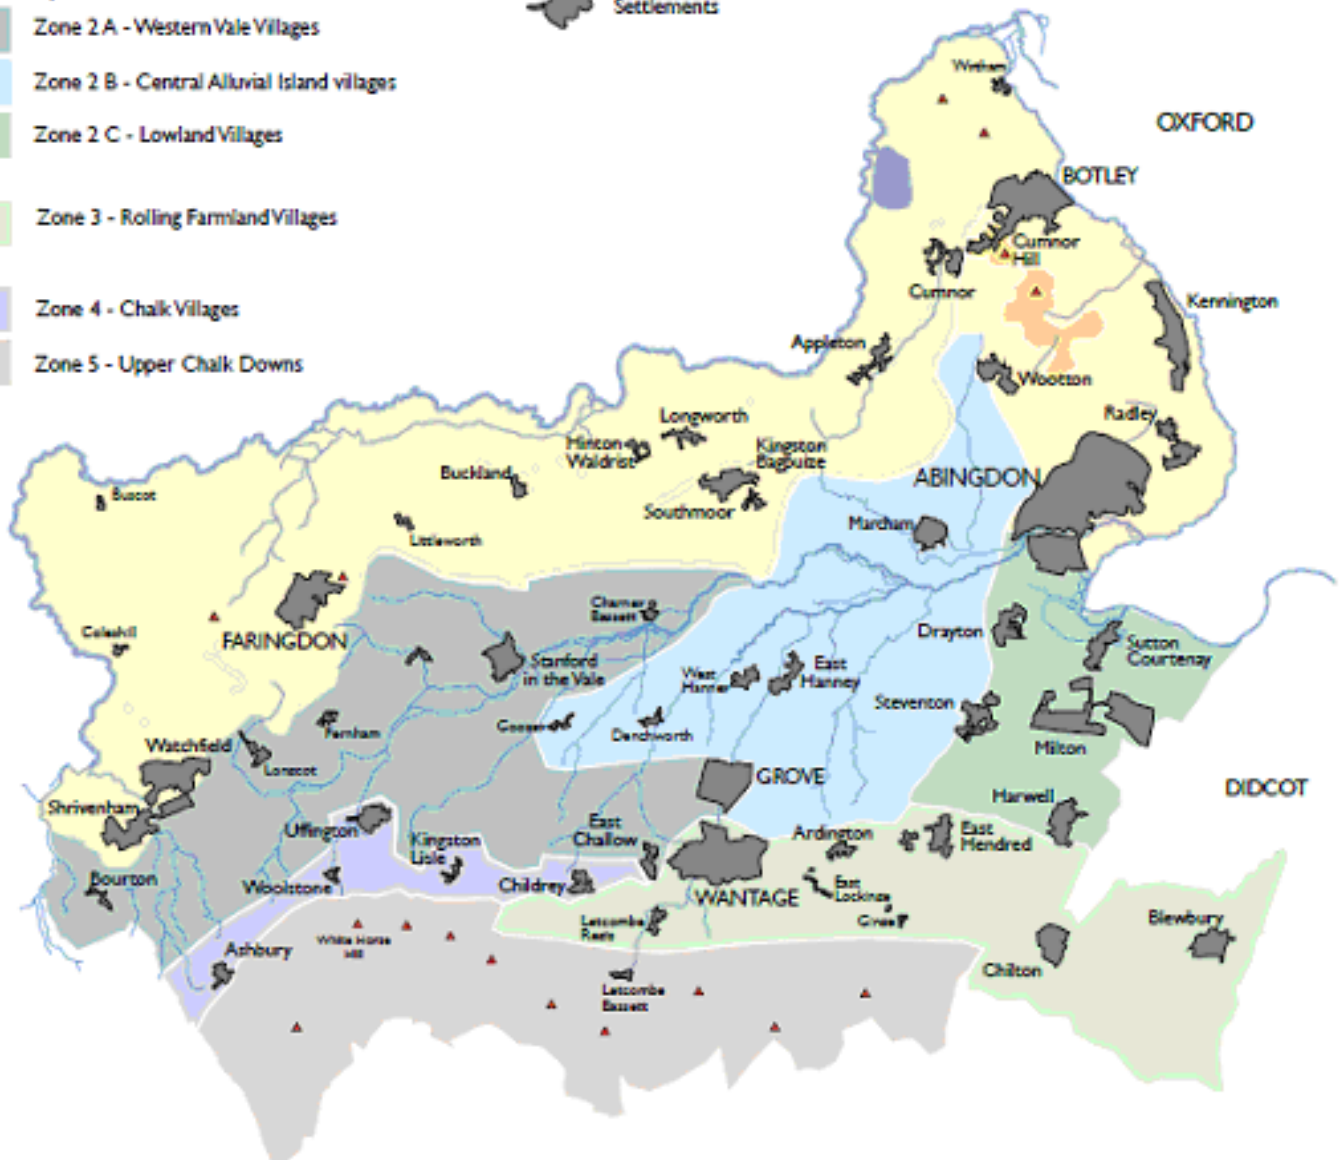 Settlements
Zone 2 A - Western Vale Villages
Zone 2 B - Central Alluvial Island villages
Zone 2 C - Lowland Villages
Zone 3 - Rolling Farmland Villages
Zone 4 - Chalk Villages
Zone 5 - Upper Chalk Downs
OXFORD
BOTLEY
Cumnor
Hill
Cumnor
Kennington
Appleton
Wootton
Radley
Longworth
Hinton
Waldrist
Kingston
Bagpuize
Buckland
Southmoor
ABINGDON
Buscot
Marcham
Littleworth
Coleshill
FARINGDON
Charney
Bassett
Drayton
Sutton
Courtenay
Stanford
in the Vale
West
Hanney
East
Hanney
Steventon
Goosey
Denchworth
Milton
Fernham
Watchfield
Longcot
GROVE
DIDCOT
Shrivenham
Harwell
Uffington
East
Challow
Ardington
East
Hendred
Kingston
Lisle
Bourton
Woolstone
Childrey
WANTAGE
East
Lockinge
Letcombe
Regis
Ginge
Blewbury
Ashbury
White Horse
Hill
Chilton
Letcombe
Bassett